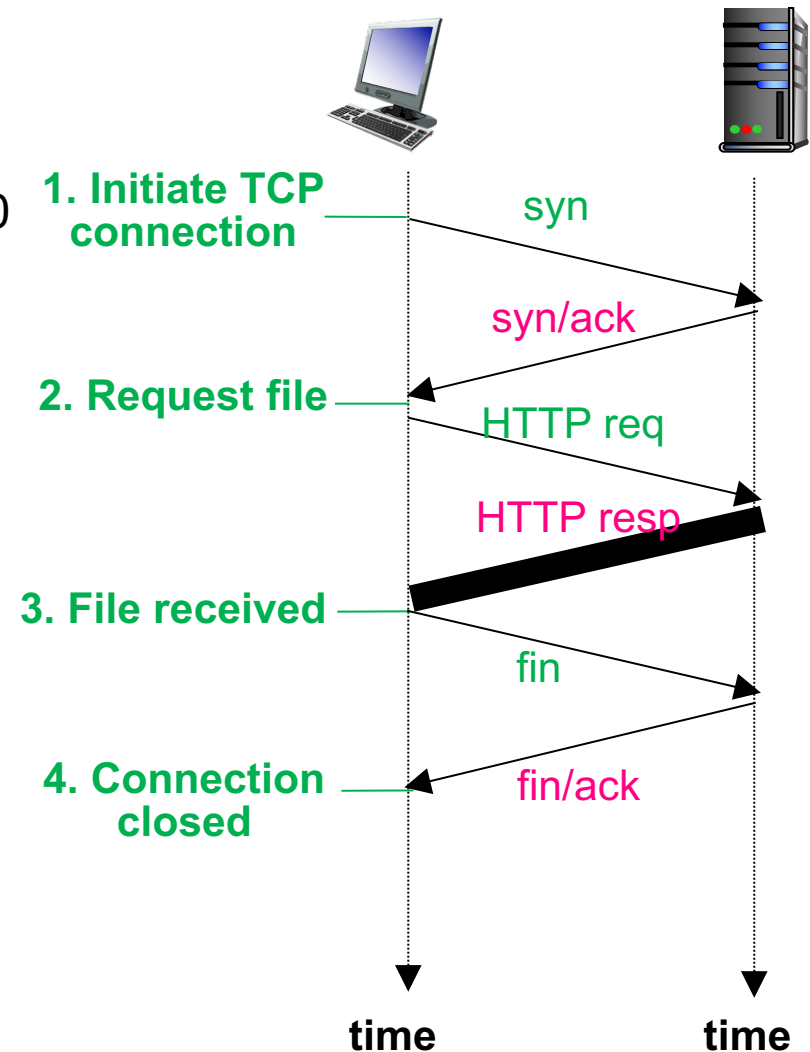 1. Initiate TCP
connection
syn
syn/ack
2. Request file
HTTP req
HTTP resp
3. File received
fin
4. Connection
closed
fin/ack
time
time